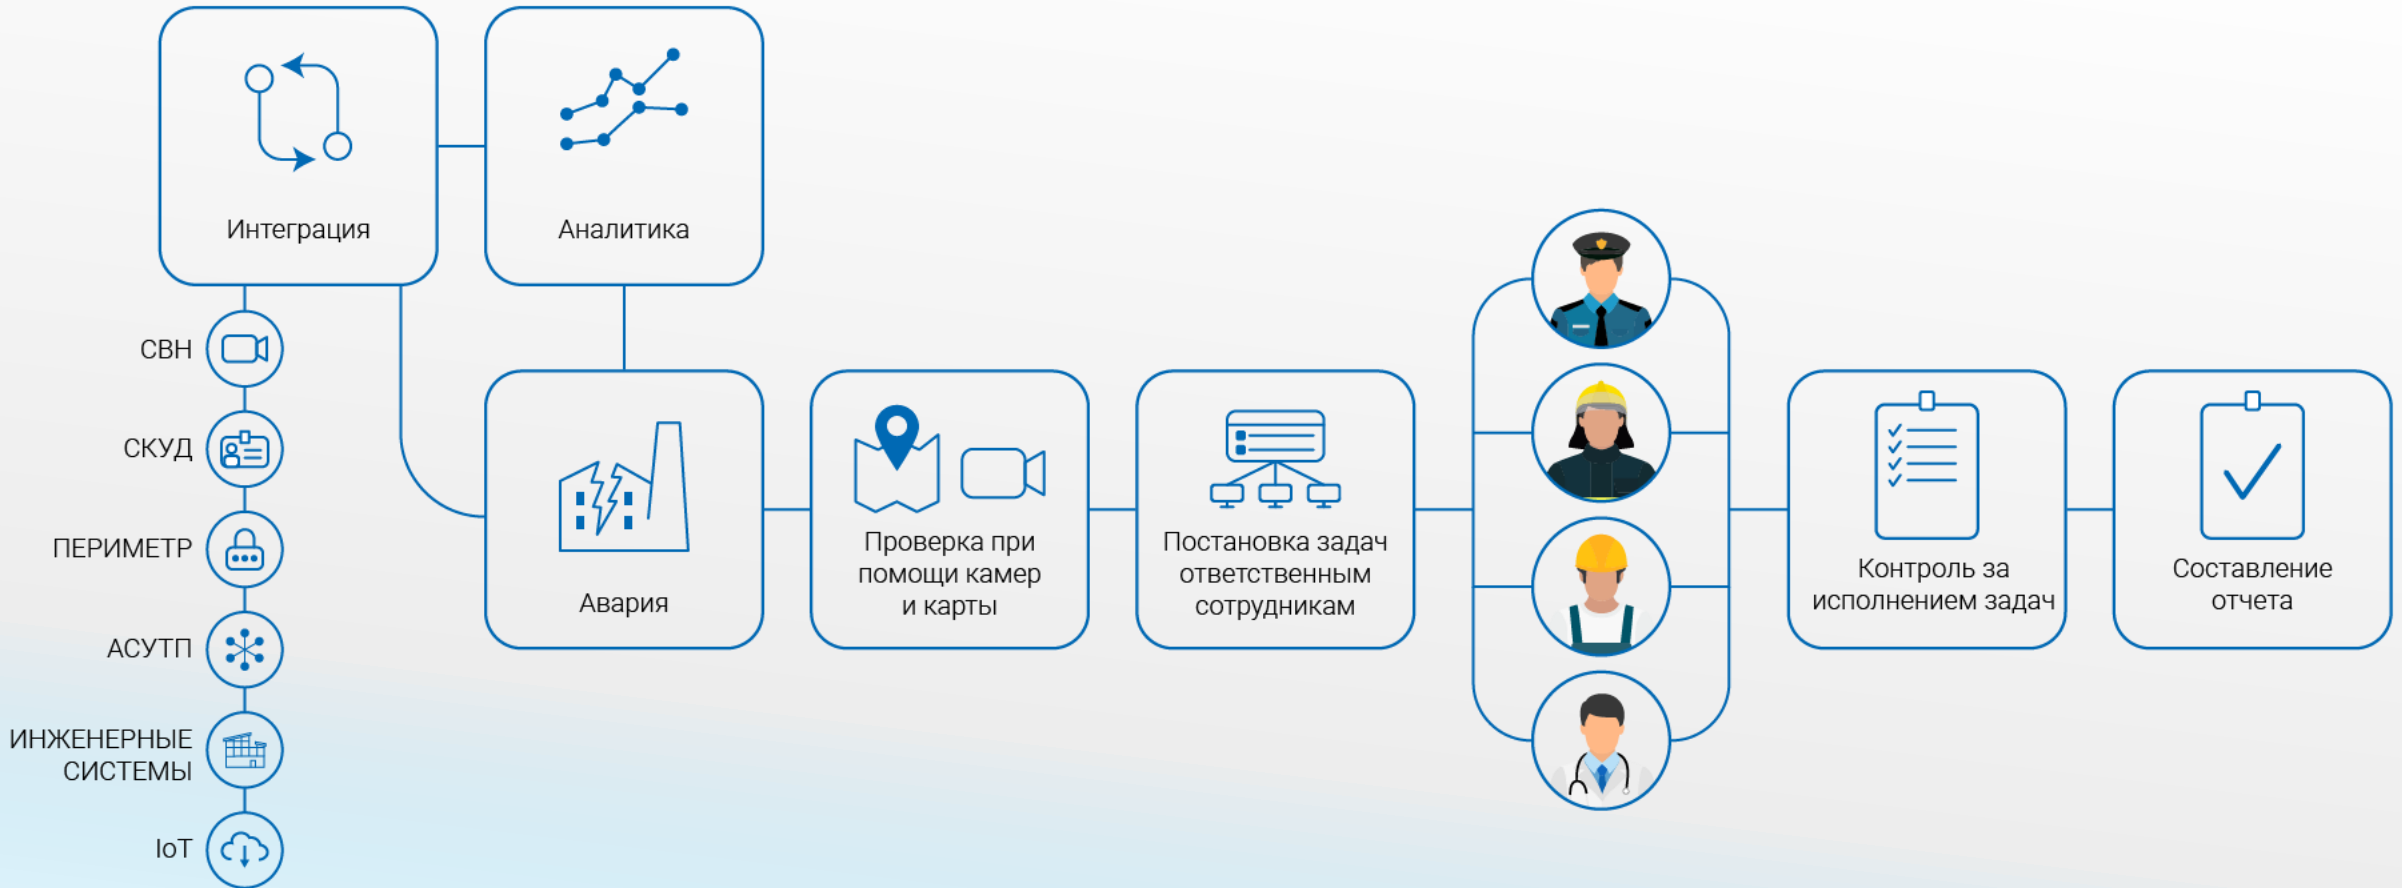 Интеграция
Аналитика
СВН
СКУД
ПЕРИМЕТР
АСУТП
ИНЖЕНЕРНЫЕ
СИСТЕМЫ
IoT
Авария
Проверка при
помощи камер
и карты
Постановка задач
ответственным
сотрудникам
Контроль за
исполнением задач
Составление
отчета